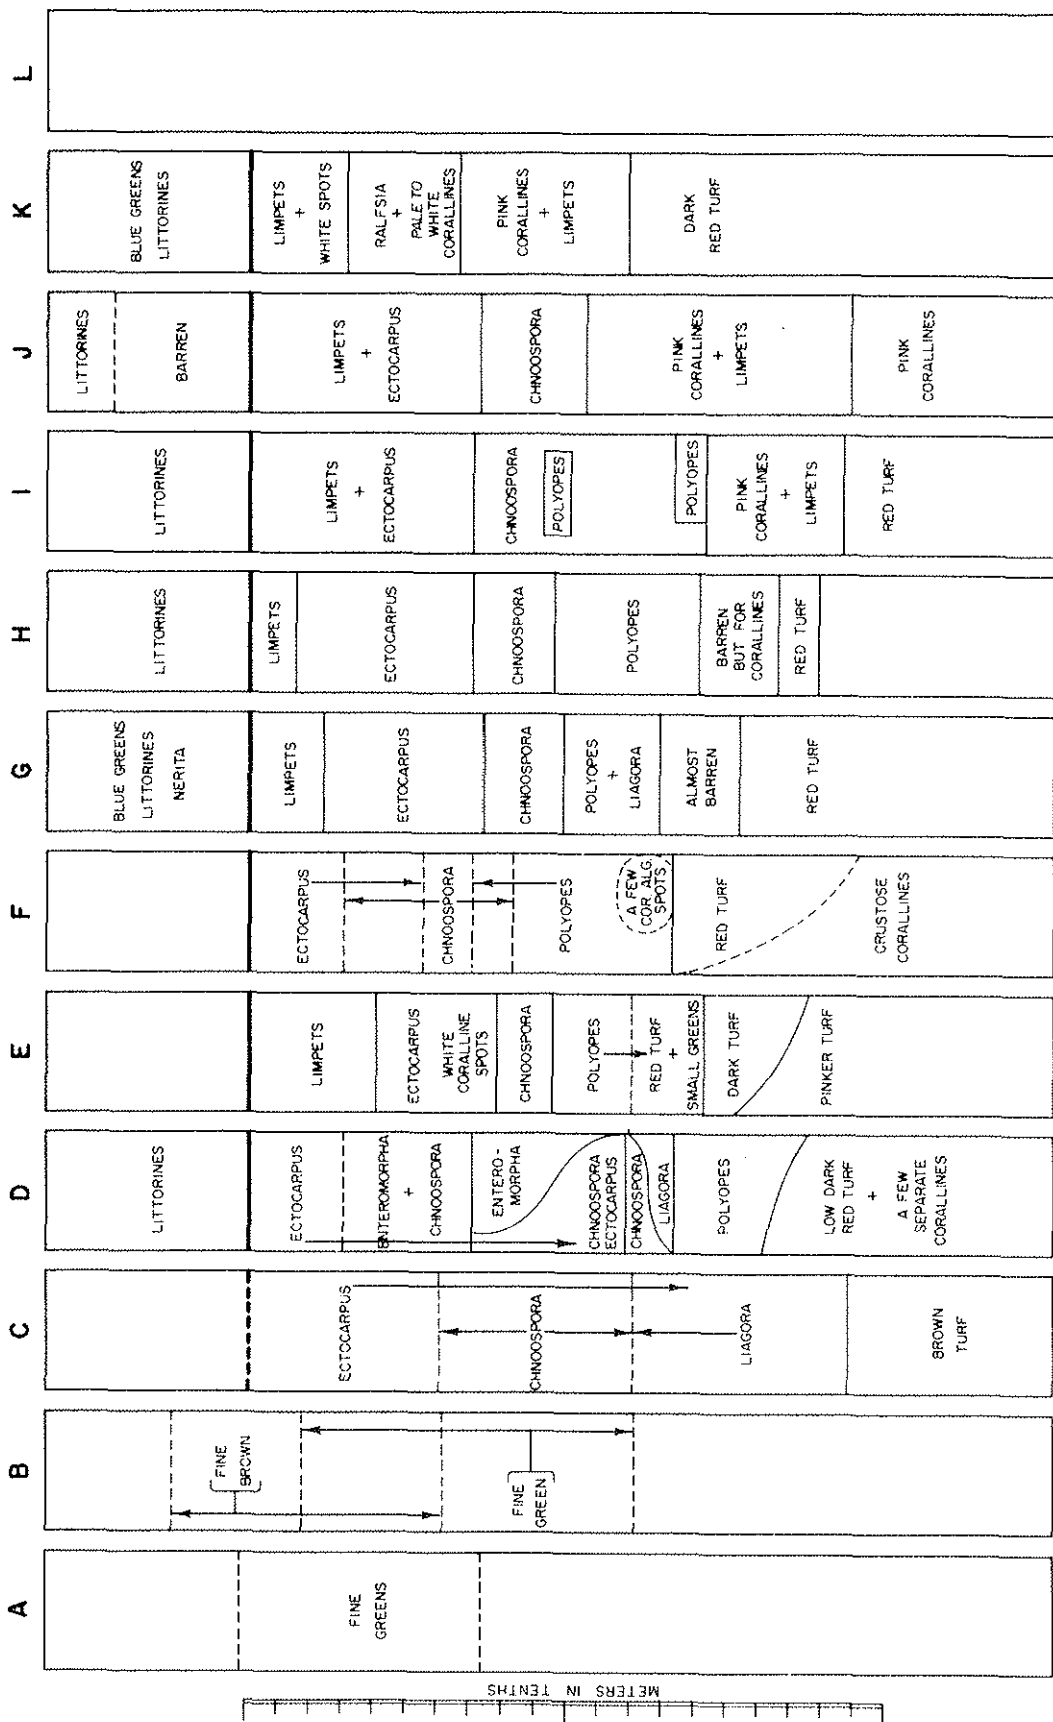 A
FINE
GREENS
B
FINE
BROWN
FINE
GREEN
C
ECTOCARPUS
CHNOOSPORA
LIAGORA
BROWN
TURF
D
LITTORINES
ECTOCARPUS
ENTEROMORPHA
+
CHNOOSPORA
ENTERO-
MORPHA
CHNOOSPORA
ECTOCARPUS
CHNOOSPORA
LIAGORA
POLYOPES
LOW DARK
RED TURF
+
A FEW
SEPARATE
CORALLINES
E
LIMPETS
ECTOCARPUS
WHITE
CORALLINE
SPOTS
CHNOOSPORA
POLYOPES
RED TURF
+
SMALL GREENS
DARK TURF
PINKER TURF
F
ECTOCARPUS
CHNOOSPORA
POLYOPES
A FEW
COR. ALG.
SPOTS
RED TURF
CRUSTOSE
CORALLINES
G
BLUE GREENS
LITTORINES
NERITA
LIMPETS
ECTOCARPUS
CHNOOSPORA
POLYOPES
+
LIAGORA
ALMOST
BARREN
RED TURF
H
LITTORINES
LIMPETS
ECTOCARPUS
CHNOOSPORA
POLYOPES
BARREN
BUT FOR
CORALLINES
RED TURF
I
LITTORINES
LIMPETS
+
ECTOCARPUS
CHNOOSPORA
POLYOPES
POLYOPES
PINK
CORALLINES
+
LIMPETS
RED TURF
J
LITTORINES
BARREN
LIMPETS
+
ECTOCARPUS
CHNOOSPORA
PINK
CORALLINES
+
LIMPETS
PINK
CORALLINES
K
BLUE GREENS
LITTORINES
LIMPETS
+
WHITE SPOTS
RALFSIA
+
PALE TO
WHITE
CORALLINES
PINK
CORALLINES
+
LIMPETS
DARK
RED TURF
L
METERS IN TENTHS